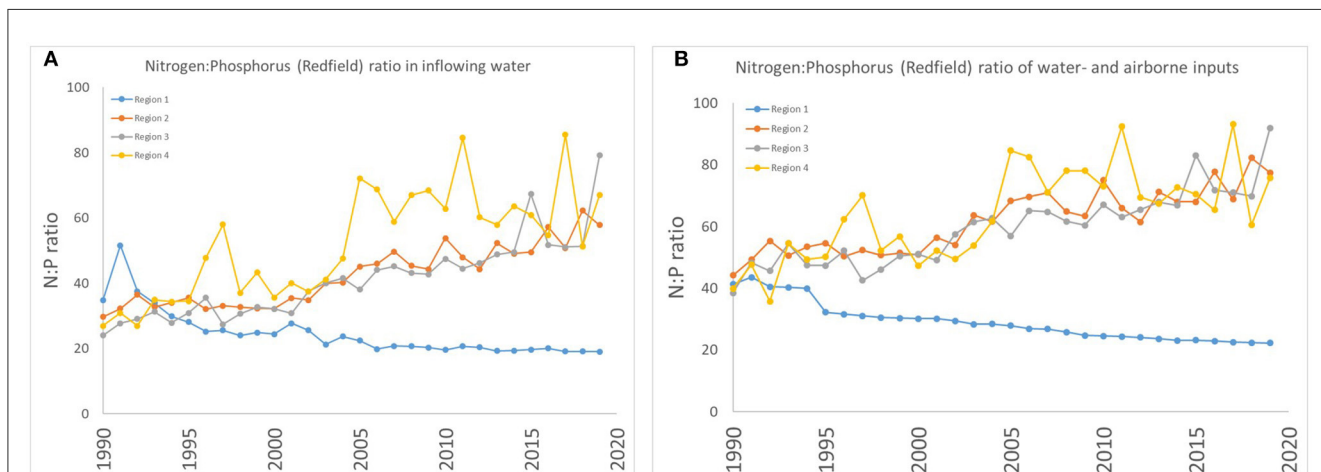 A
Nitrogen:Phosphorus (Redfield) ratio in inflowing water
100
80
60
40
20
0
N:P ratio
Region 1
Region 2
Region 3
Region 4
1990
1995
2000
2005
2010
2015
2020
B
Nitrogen:Phosphorus (Redfield) ratio of water- and airborne inputs
100
80
60
40
20
0
N:P ratio
Region 1
Region 2
Region 3
Region 4
1990
1995
2000
2005
2010
2015
2020